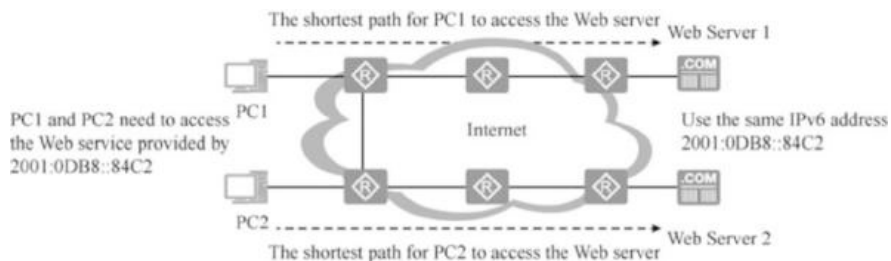 The shortest path for PC1 to access the Web server
Web Server 1
.COM
R
R
R
PC1
PC1 and PC2 need to access
the Web service provided by
2001:0DB8::84C2
Internet
Use the same IPv6 address
2001:0DB8::84C2
R
R
R
.COM
PC2
Web Server 2
The shortest path for PC2 to access the Web server